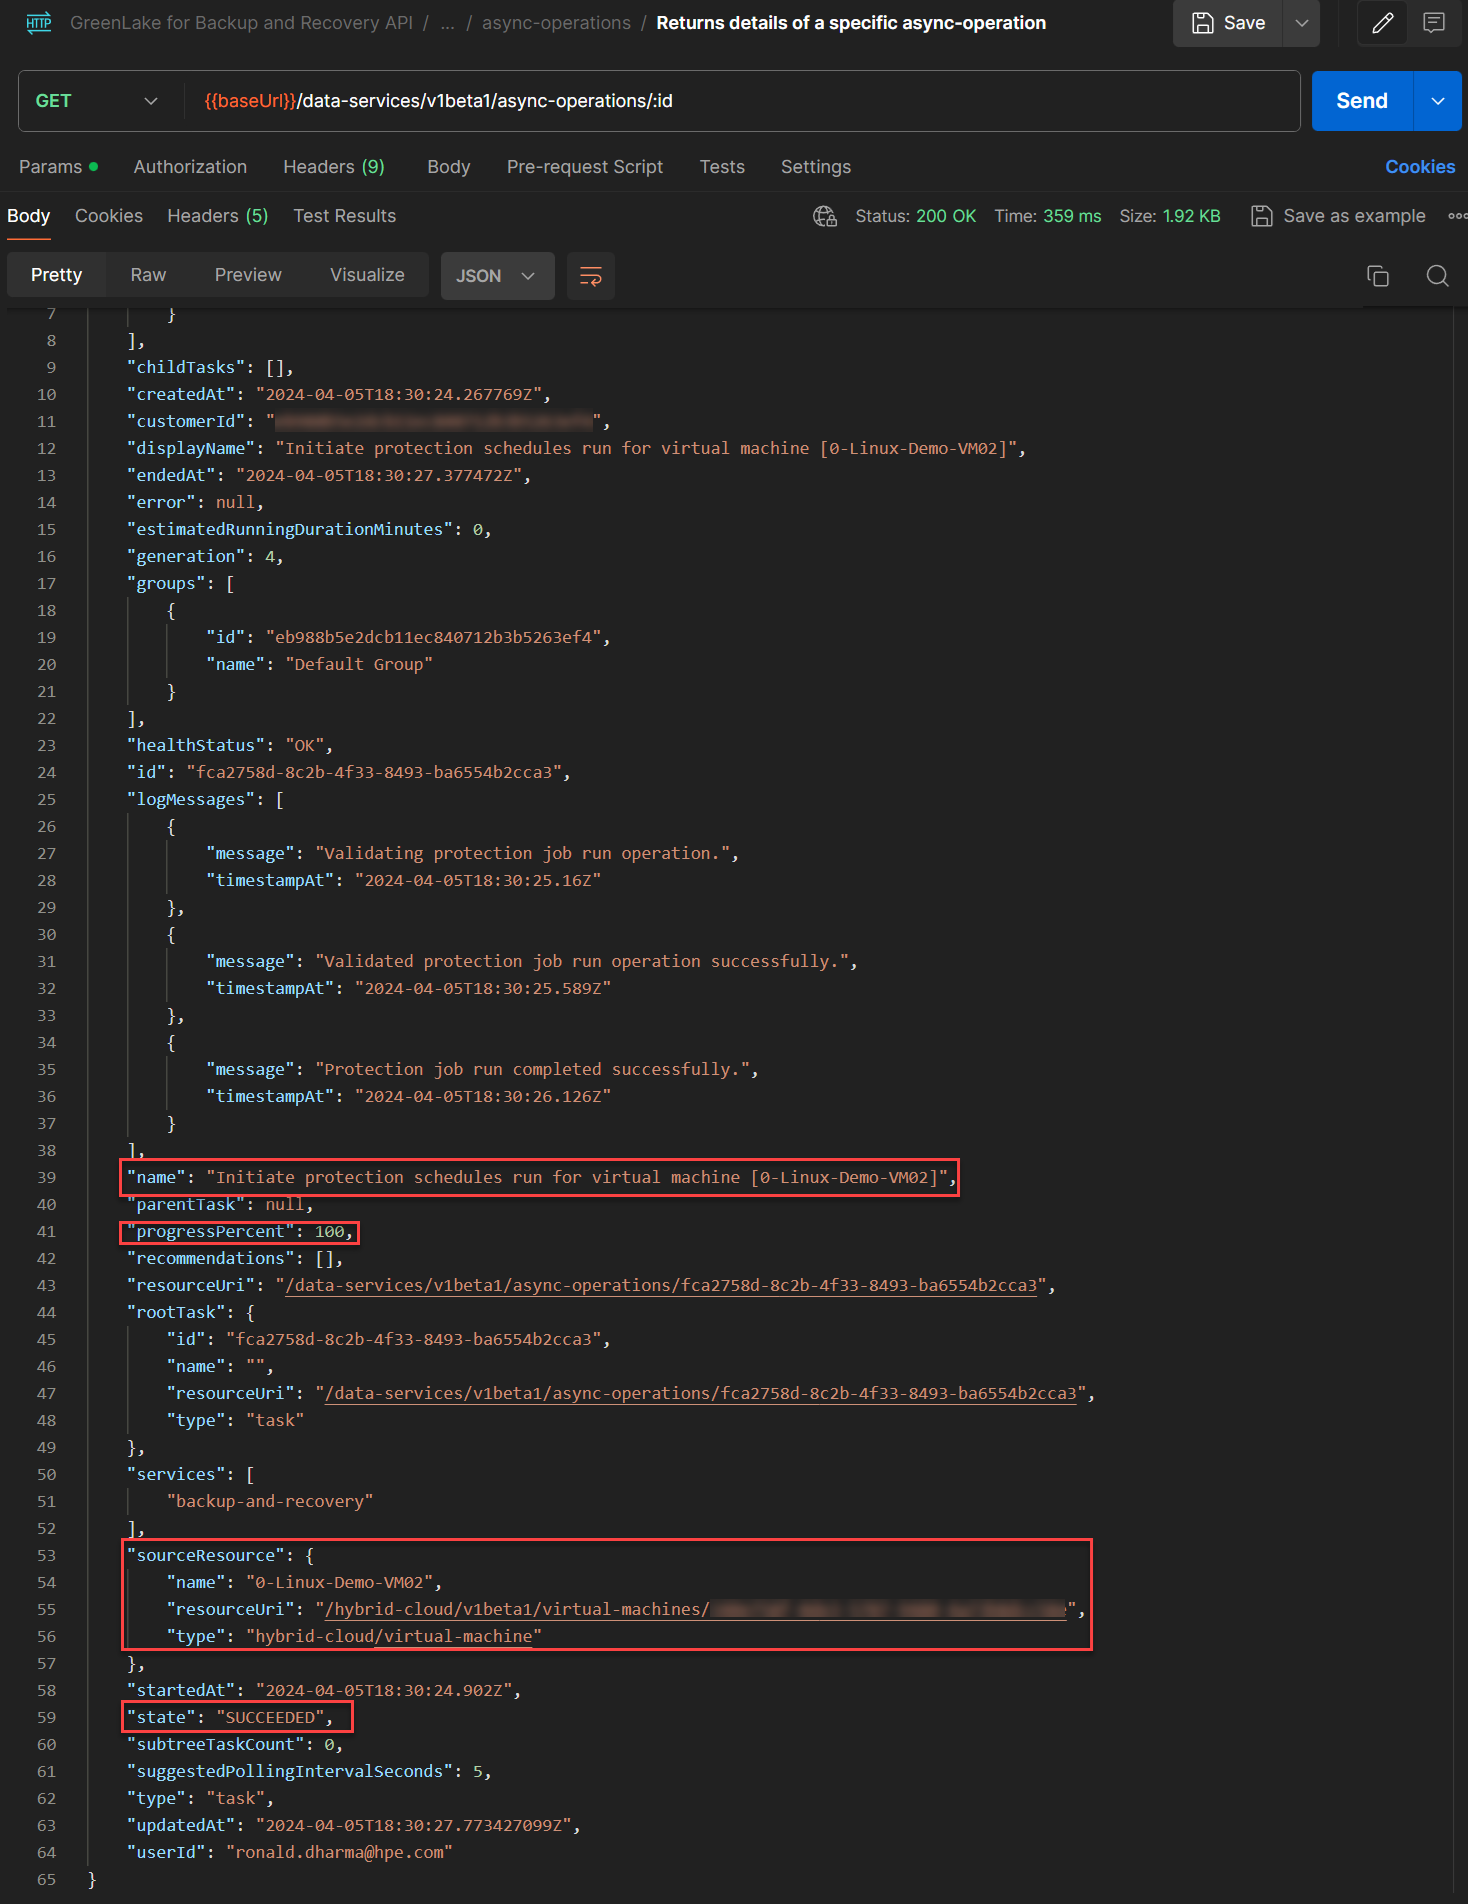 HTTP GreenLake for Backup and Recovery API / ... / async-operations / Returns details of a specific async-operation Save
GET {{baseUrl}}/data-services/v1beta1/async-operations/:id Send
Params Authorization Headers (9) Body Pre-request Script Tests Settings Cookies
Body Cookies Headers (5) Test Results Status: 200 OK Time: 359 ms Size: 1.92 KB Save as example
Pretty Raw Preview Visualize JSON
7 }
8 ],
9 "childTasks": [],
10 "createdAt": "2024-04-05T18:30:24.267769Z",
11 "customerId": "",
12 "displayName": "Initiate protection schedules run for virtual machine [0-Linux-Demo-VM02]",
13 "endedAt": "2024-04-05T18:30:27.377472Z",
14 "error": null,
15 "estimatedRunningDurationMinutes": 0,
16 "generation": 4,
17 "groups": [
18 {
19 "id": "eb988b5e2dcb11ec840712b3b5263ef4",
20 "name": "Default Group"
21 }
22 ],
23 "healthStatus": "OK",
24 "id": "fca2758d-8c2b-4f33-8493-ba6554b2cca3",
25 "logMessages": [
26 {
27 "message": "Validating protection job run operation.",
28 "timestampAt": "2024-04-05T18:30:25.16Z"
29 },
30 {
31 "message": "Validated protection job run operation successfully.",
32 "timestampAt": "2024-04-05T18:30:25.589Z"
33 },
34 {
35 "message": "Protection job run completed successfully.",
36 "timestampAt": "2024-04-05T18:30:26.126Z"
37 }
38 ],
39 "name": "Initiate protection schedules run for virtual machine [0-Linux-Demo-VM02]",
40 "parentTask": null,
41 "progressPercent": 100,
42 "recommendations": [],
43 "resourceUri": "/data-services/v1beta1/async-operations/fca2758d-8c2b-4f33-8493-ba6554b2cca3",
44 "rootTask": {
45 "id": "fca2758d-8c2b-4f33-8493-ba6554b2cca3",
46 "name": "",
47 "resourceUri": "/data-services/v1beta1/async-operations/fca2758d-8c2b-4f33-8493-ba6554b2cca3",
48 "type": "task"
49 },
50 "services": [
51 "backup-and-recovery"
52 ],
53 "sourceResource": {
54 "name": "0-Linux-Demo-VM02",
55 "resourceUri": "/hybrid-cloud/v1beta1/virtual-machines/",
56 "type": "hybrid-cloud/virtual-machine"
57 },
58 "startedAt": "2024-04-05T18:30:24.902Z",
59 "state": "SUCCEEDED",
60 "subtreeTaskCount": 0,
61 "suggestedPollingIntervalSeconds": 5,
62 "type": "task",
63 "updatedAt": "2024-04-05T18:30:27.773427099Z",
64 "userId": "ronald.dharma@hpe.com"
65 }